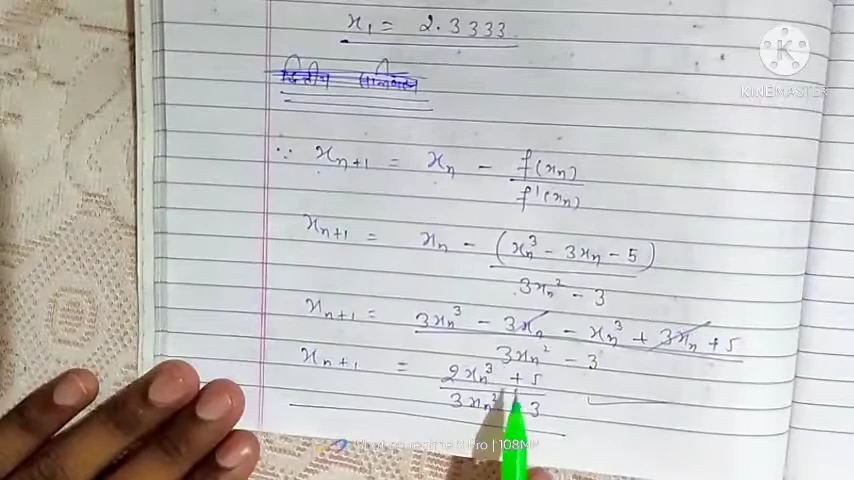 x₁ = 2.3333
KINEMASTER
द्वितीय
∵ xₙ₊₁ = xₙ - f(xₙ) / f'(xₙ)
xₙ₊₁ = xₙ - (xₙ³ - 3xₙ - 5) / 3xₙ² - 3
xₙ₊₁ = 3xₙ³ - 3xₙ - xₙ³ + 3xₙ + 5 / 3xₙ² - 3
xₙ₊₁ = 2xₙ³ + 5 / 3xₙ² - 3
108MP